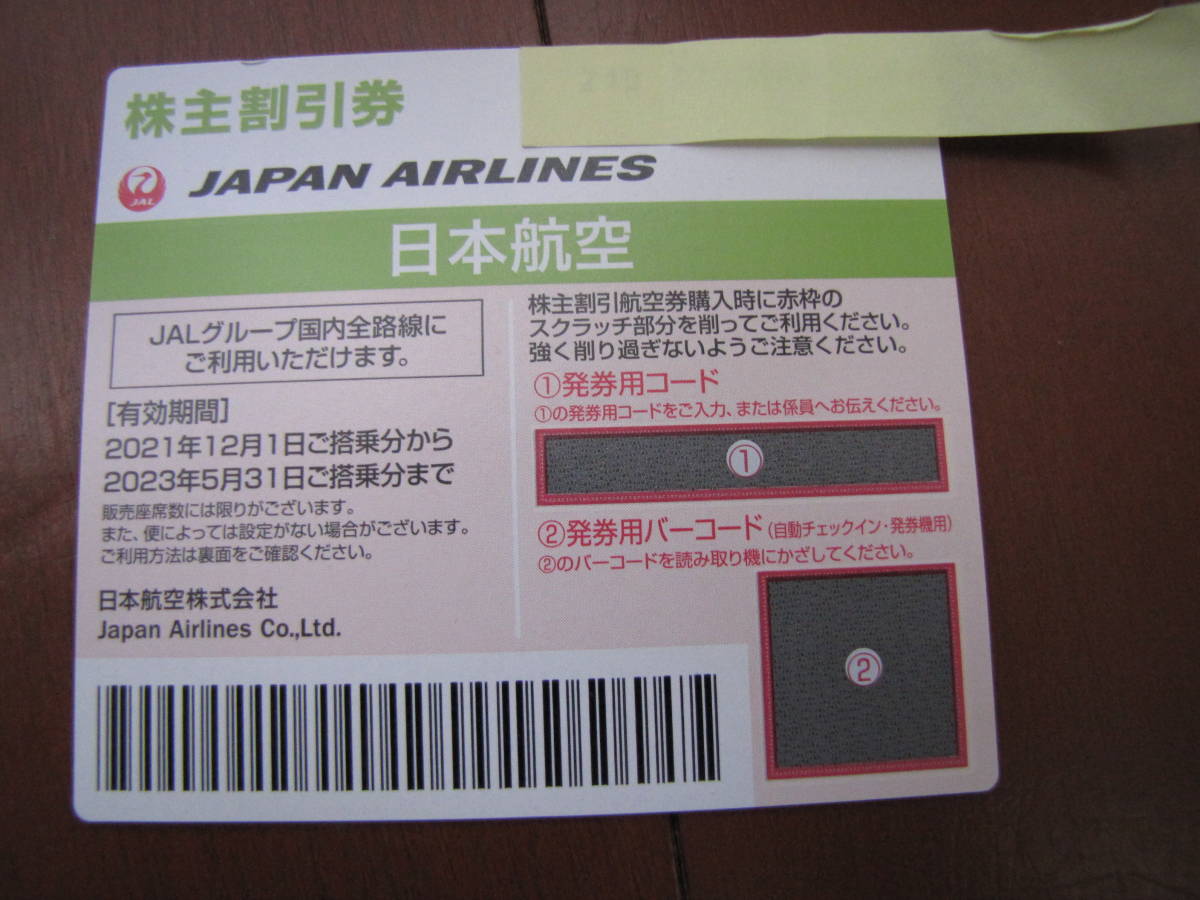 株主割引券
JAL
JAPAN AIRLINES
日本航空
JALグループ国内全路線に
ご利用いただけます。
[有効期間]
2021年12月1日ご搭乗分から
2023年5月31日ご搭乗分まで
販売座席数には限りがございます。
また、便によっては設定がない場合がございます。
ご利用方法は裏面をご確認ください。
日本航空株式会社
Japan Airlines Co.,Ltd.
株主割引航空券購入時に赤枠の
スクラッチ部分を削ってご利用ください。
強く削り過ぎないようご注意ください。
①発券用コード
①の発券用コードをご入力、または係員へお伝えください。
①
②発券用バーコード(自動チェックイン・発券機用)
②のバーコードを読み取り機にかざしてください。
②